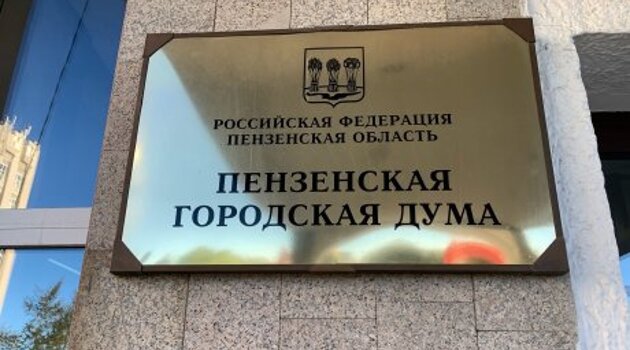 РОССИЙСКАЯ ФЕДЕРАЦИЯ
ПЕНЗЕНСКАЯ ОБЛАСТЬ
ПЕНЗЕНСКАЯ
ГОРОДСКАЯ ДУМА